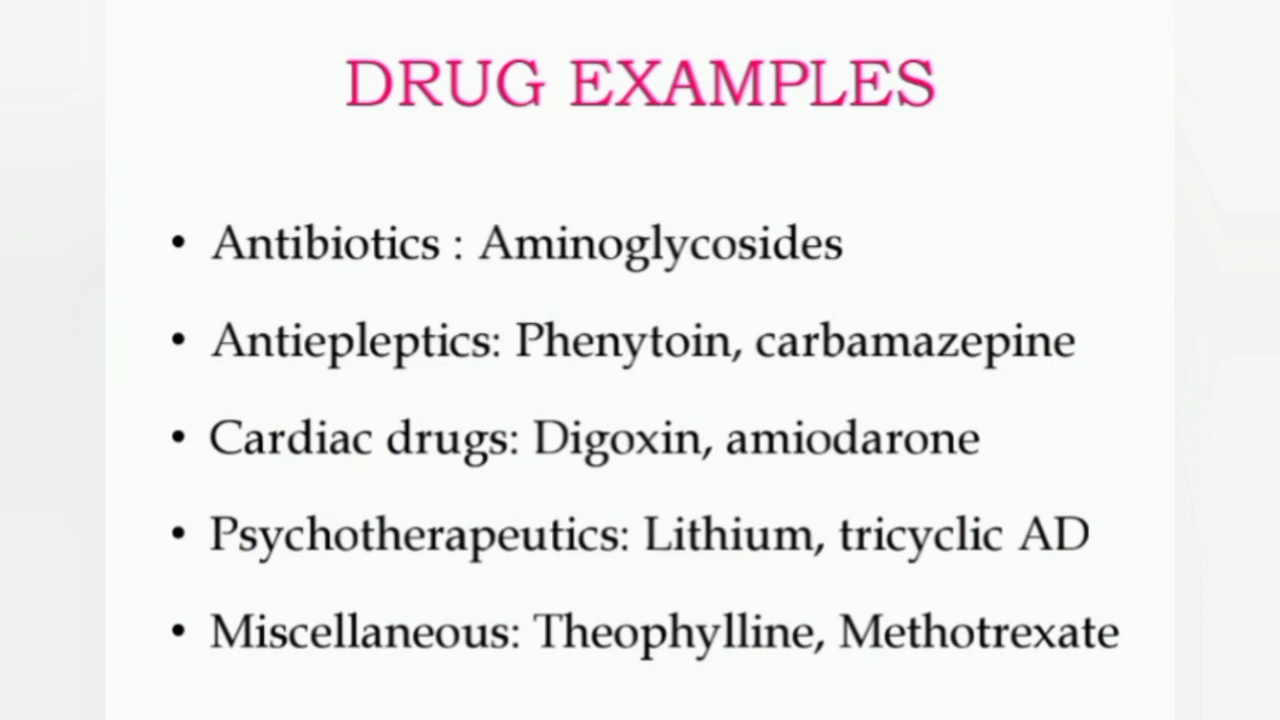 DRUG EXAMPLES
• Antibiotics : Aminoglycosides
• Antiepleptics: Phenytoin, carbamazepine
• Cardiac drugs: Digoxin, amiodarone
• Psychotherapeutics: Lithium, tricyclic AD
• Miscellaneous: Theophylline, Methotrexate